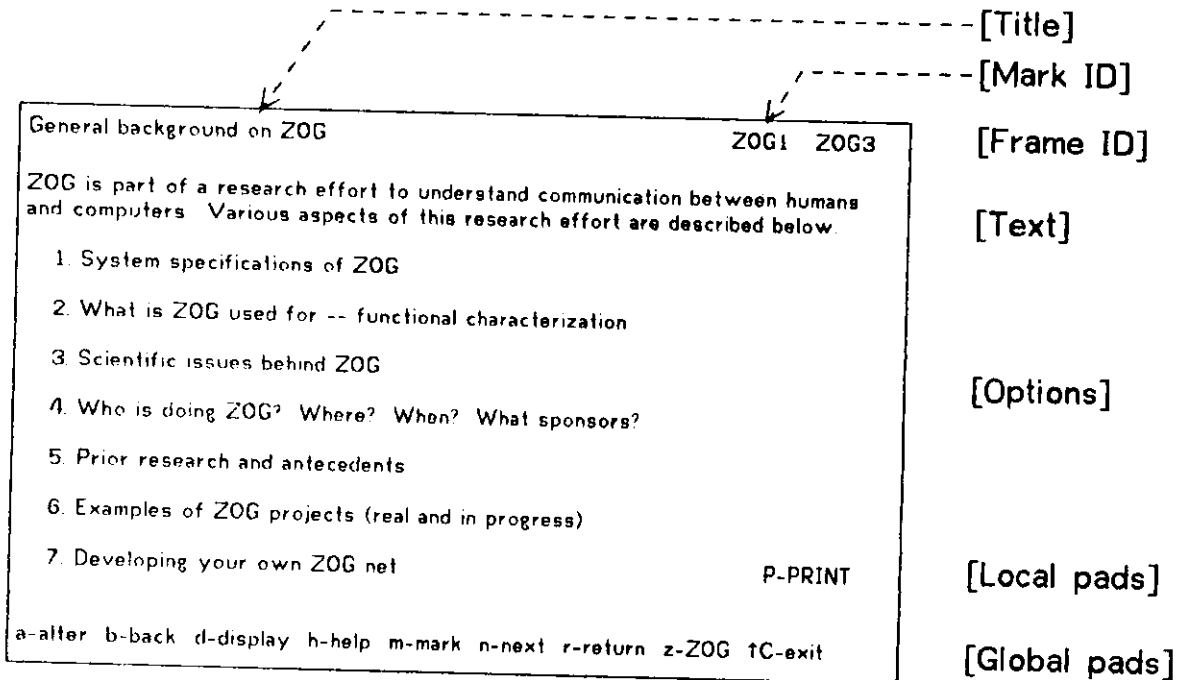 [Title]
[Mark ID]
General background on ZOG ZOG1 ZOG3 [Frame ID]
ZOG is part of a research effort to understand communication between humans
and computers Various aspects of this research effort are described below. [Text]
1. System specifications of ZOG
2. What is ZOG used for -- functional characterization
3. Scientific issues behind ZOG
[Options]
4. Who is doing ZOG? Where? When? What sponsors?
5. Prior research and antecedents
6. Examples of ZOG projects (real and in progress)
7. Developing your own ZOG net P-PRINT [Local pads]
a-alter b-back d-display h-help m-mark n-next r-return z-ZOG ↑C-exit [Global pads]